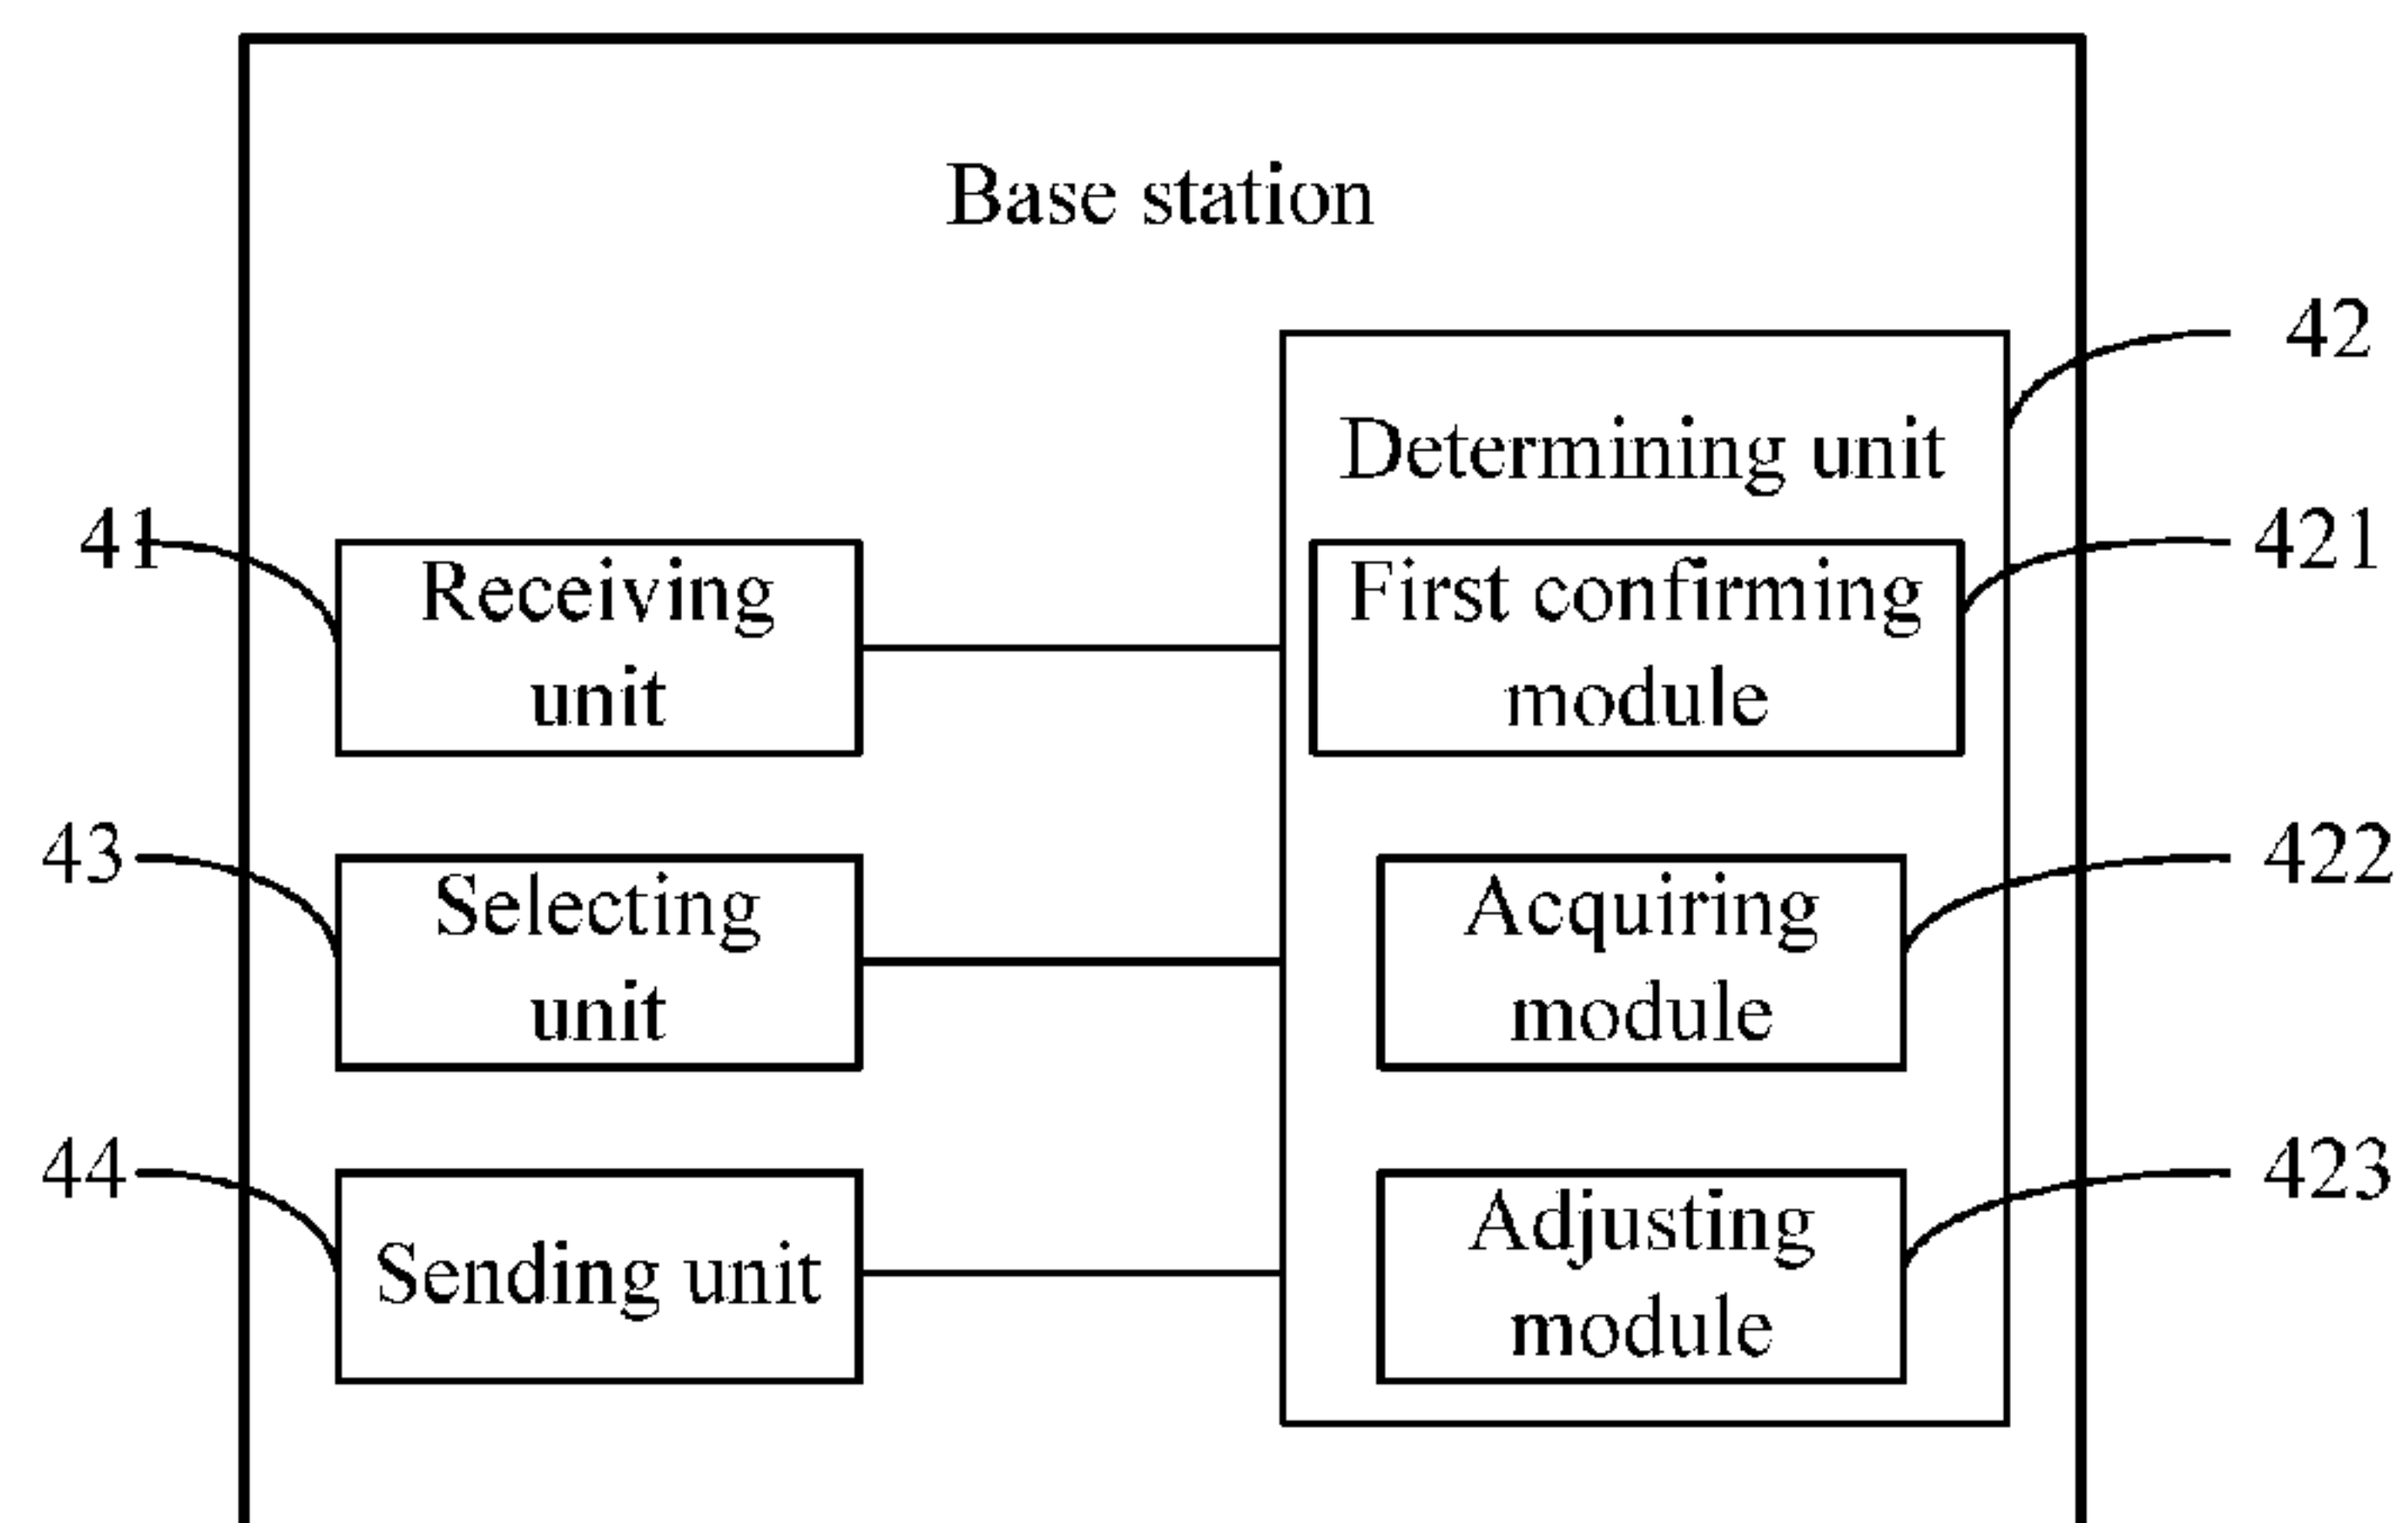 Base station
42
Determining unit
41
Receiving
unit
First confirming
module
421
43
Selecting
unit
Acquiring
module
422
44
Sending unit
Adjusting
module
423